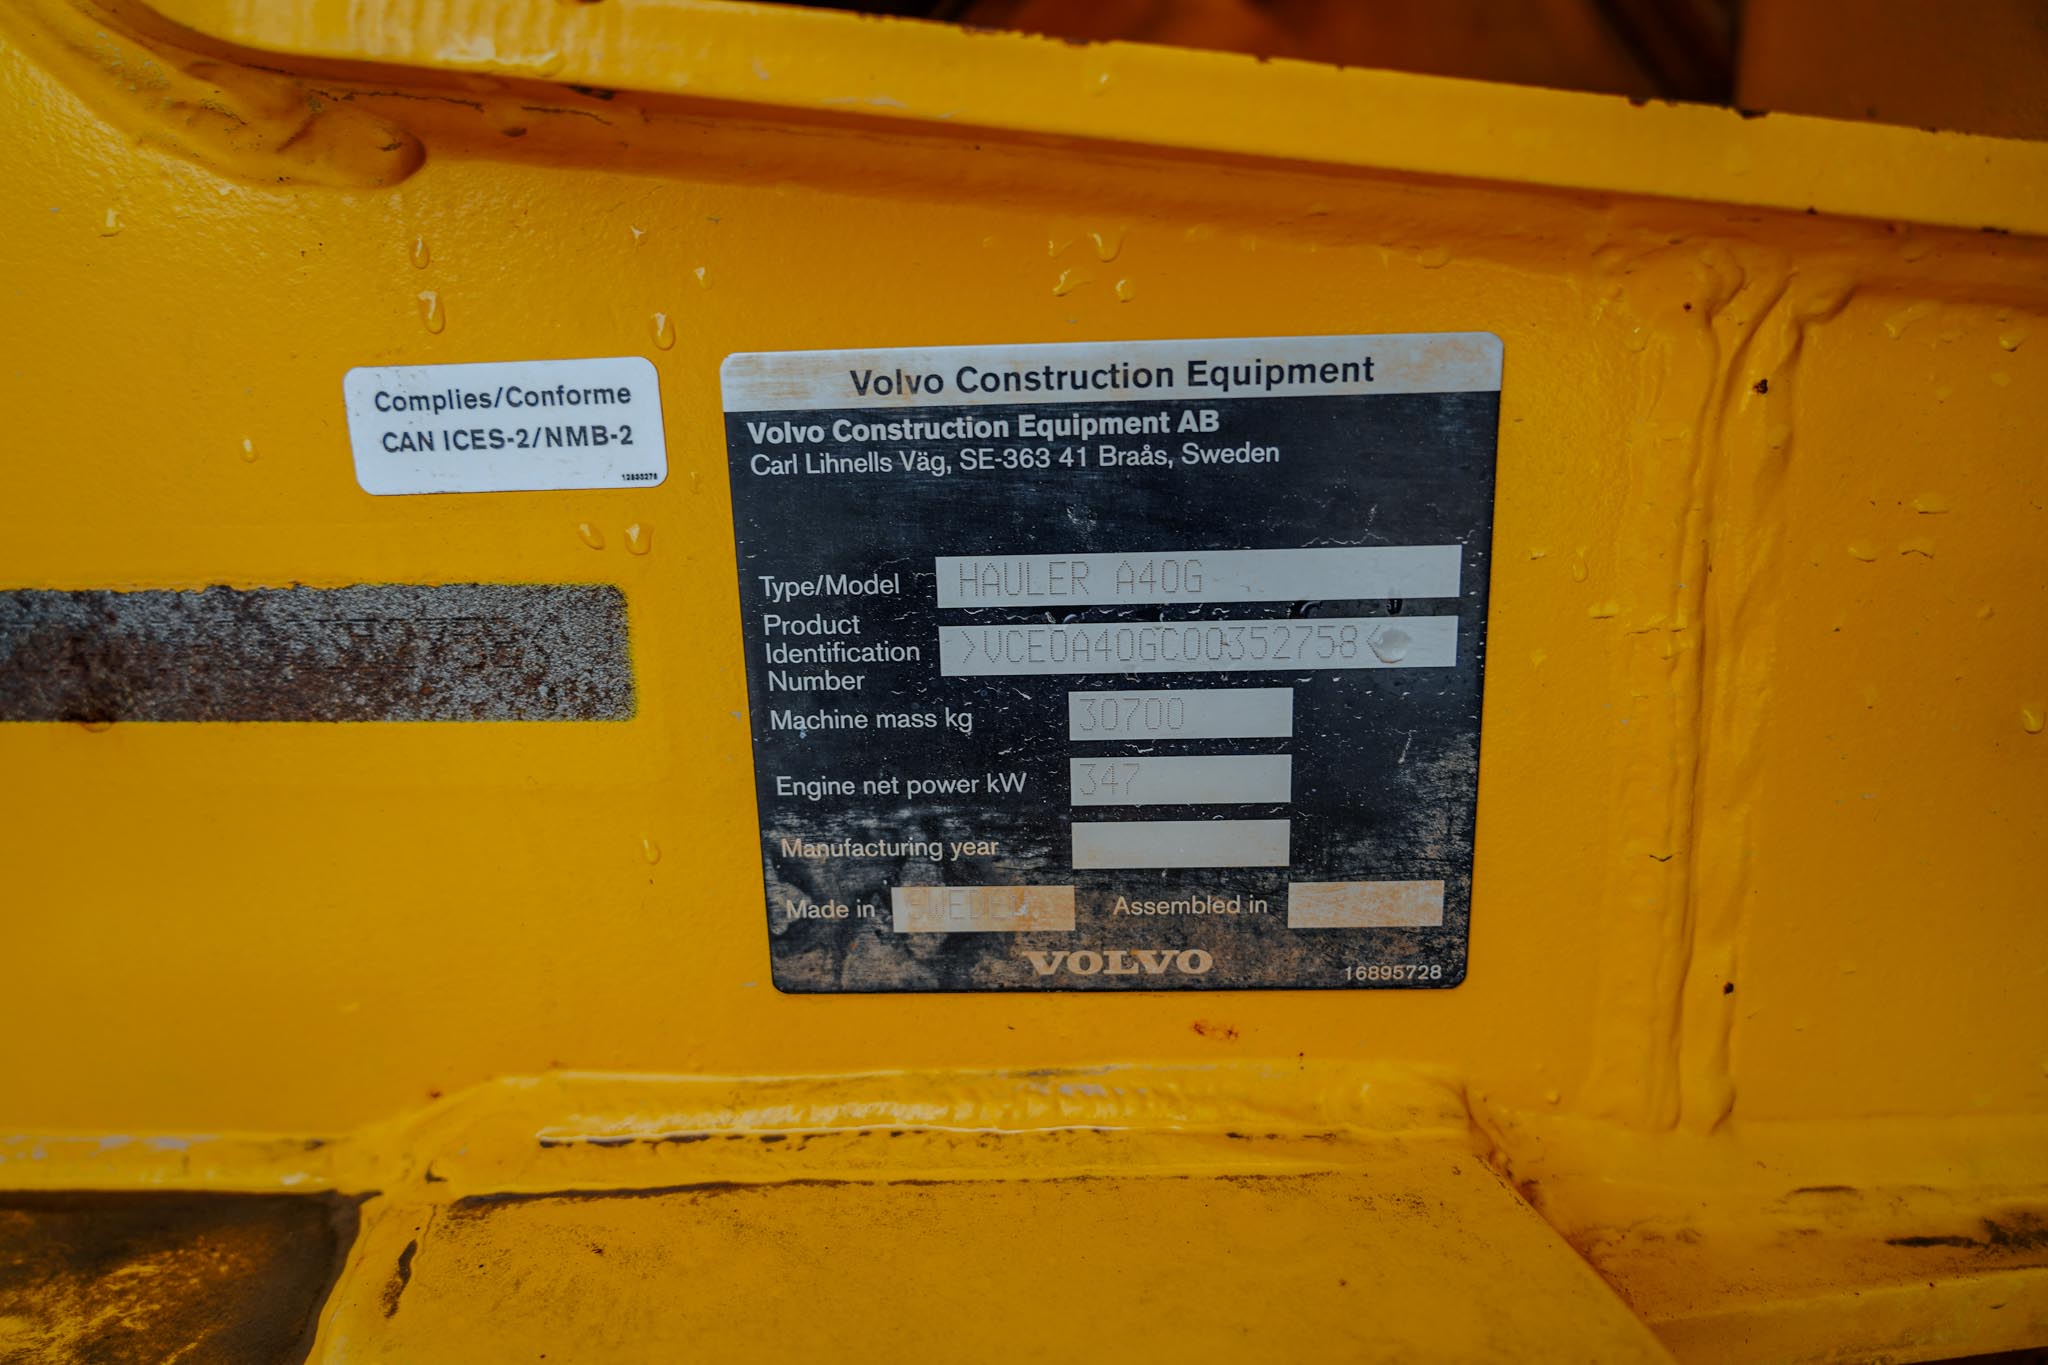 Complies/Conforme
CAN ICES-2/NMB-2
Volvo Construction Equipment
Volvo Construction Equipment AB
Carl Lihnells Väg, SE-363 41 Braås, Sweden
Type/Model HAULER A40G
Product
Identification
Number >VCE0A40GC00352758<
Machine mass kg 30700
Engine net power kW 347
Manufacturing year
Made in SWEDEN Assembled in
VOLVO
16895728